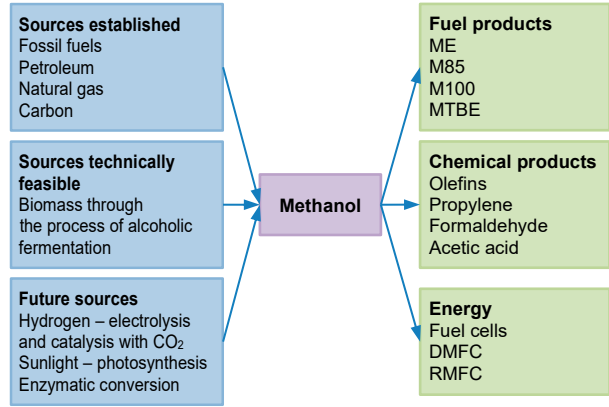 Sources established
Fossil fuels
Petroleum
Natural gas
Carbon
Sources technically
feasible
Biomass through
the process of alcoholic
fermentation
Future sources
Hydrogen – electrolysis
and catalysis with CO₂
Sunlight – photosynthesis
Enzymatic conversion
Methanol
Fuel products
ME
M85
M100
MTBE
Chemical products
Olefins
Propylene
Formaldehyde
Acetic acid
Energy
Fuel cells
DMFC
RMFC